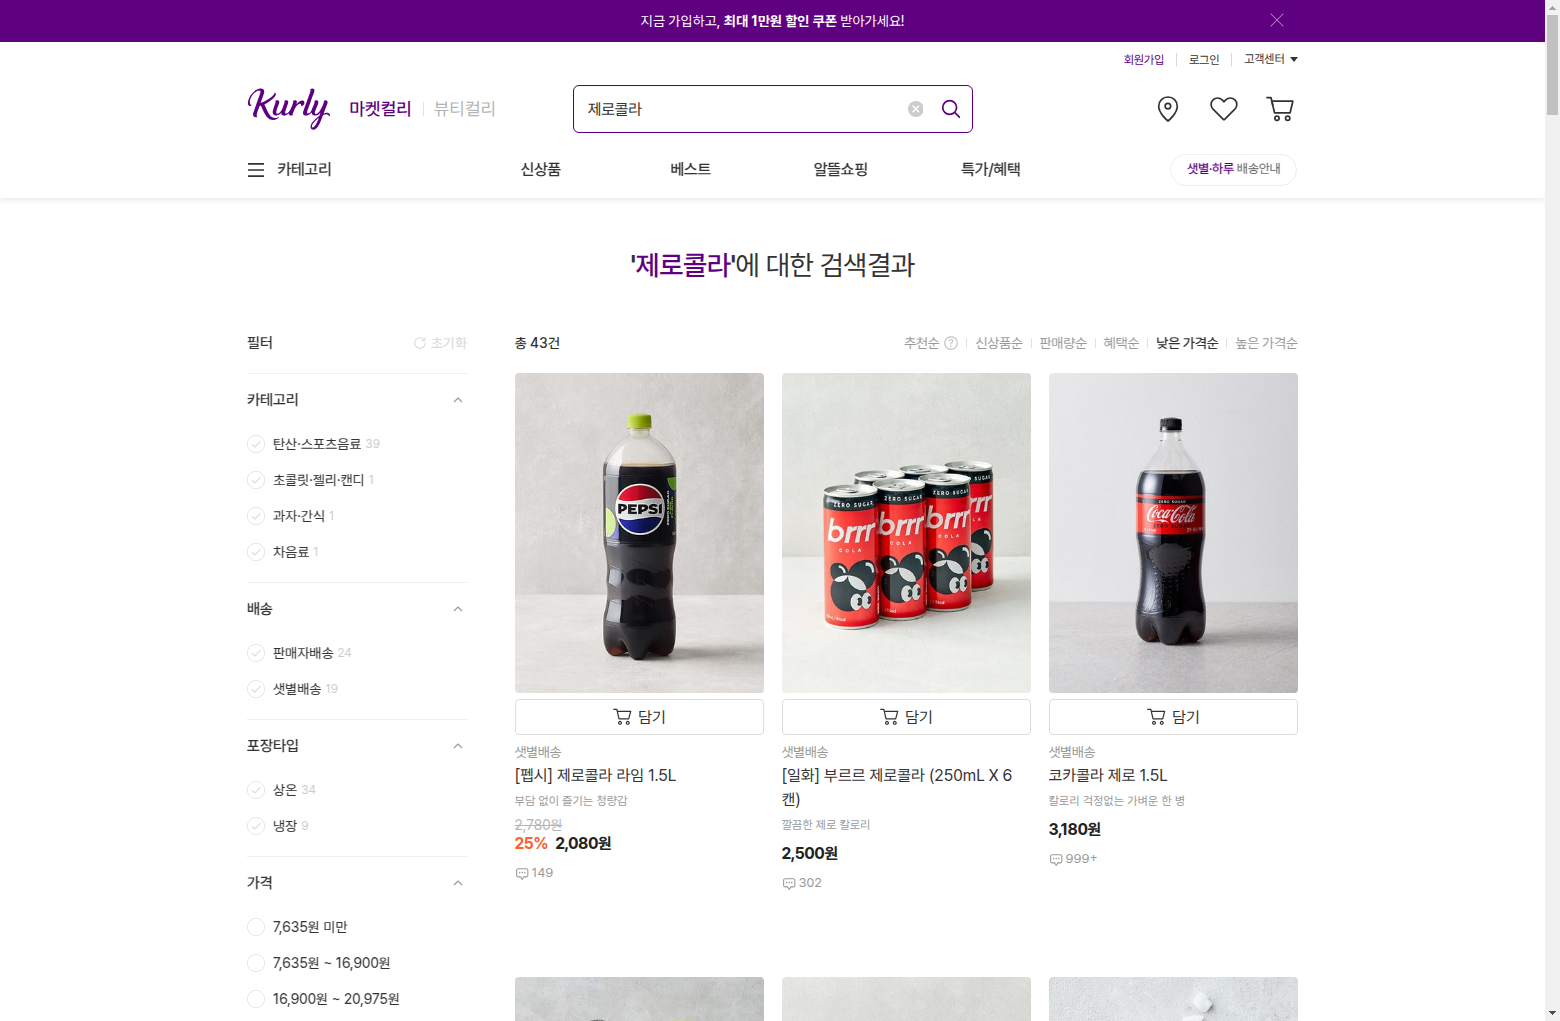 지금 가입하고, 최대 1만원 할인 쿠폰 받아가세요!
회원가입 로그인 고객센터
Kurly 마켓컬리 뷰티컬리 제로콜라
카테고리 신상품 베스트 알뜰쇼핑 특가/혜택 샛별·하루 배송안내
'제로콜라'에 대한 검색결과
필터 초기화
총 43건 추천순 ? 신상품순 판매량순 혜택순 낮은 가격순 높은 가격순
카테고리
탄산·스포츠음료 39
초콜릿·젤리·캔디 1
과자·간식 1
차음료 1
배송
판매자배송 24
샛별배송 19
포장타입
상온 34
냉장 9
가격
7,635원 미만
7,635원 ~ 16,900원
16,900원 ~ 20,975원
PEPSI
담기
샛별배송
[펩시] 제로콜라 라임 1.5L
부담 없이 즐기는 청량감
2,780원
25% 2,080원
149
ZERO SUGAR
ZERO SUGAR
ZERO SUGAR
brrr
brrr
brrr
COLA
COLA
COLA
담기
샛별배송
[일화] 부르르 제로콜라 (250mL X 6
캔)
깔끔한 제로 칼로리
2,500원
302
ZERO SUGAR
Coca-Cola
ZERO SUGAR
담기
샛별배송
코카콜라 제로 1.5L
칼로리 걱정없는 가벼운 한 병
3,180원
999+